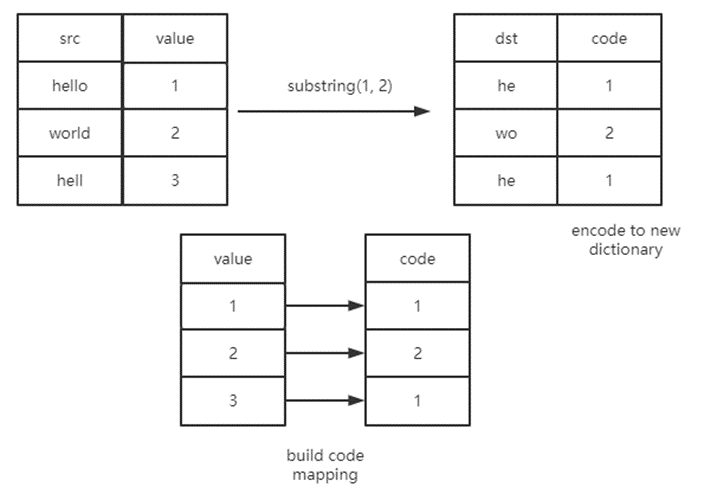 src value
hello 1
world 2
hell 3
substring(1, 2)
dst code
he 1
wo 2
he 1
encode to new
dictionary
value
1
2
3
code
1
2
1
build code
mapping